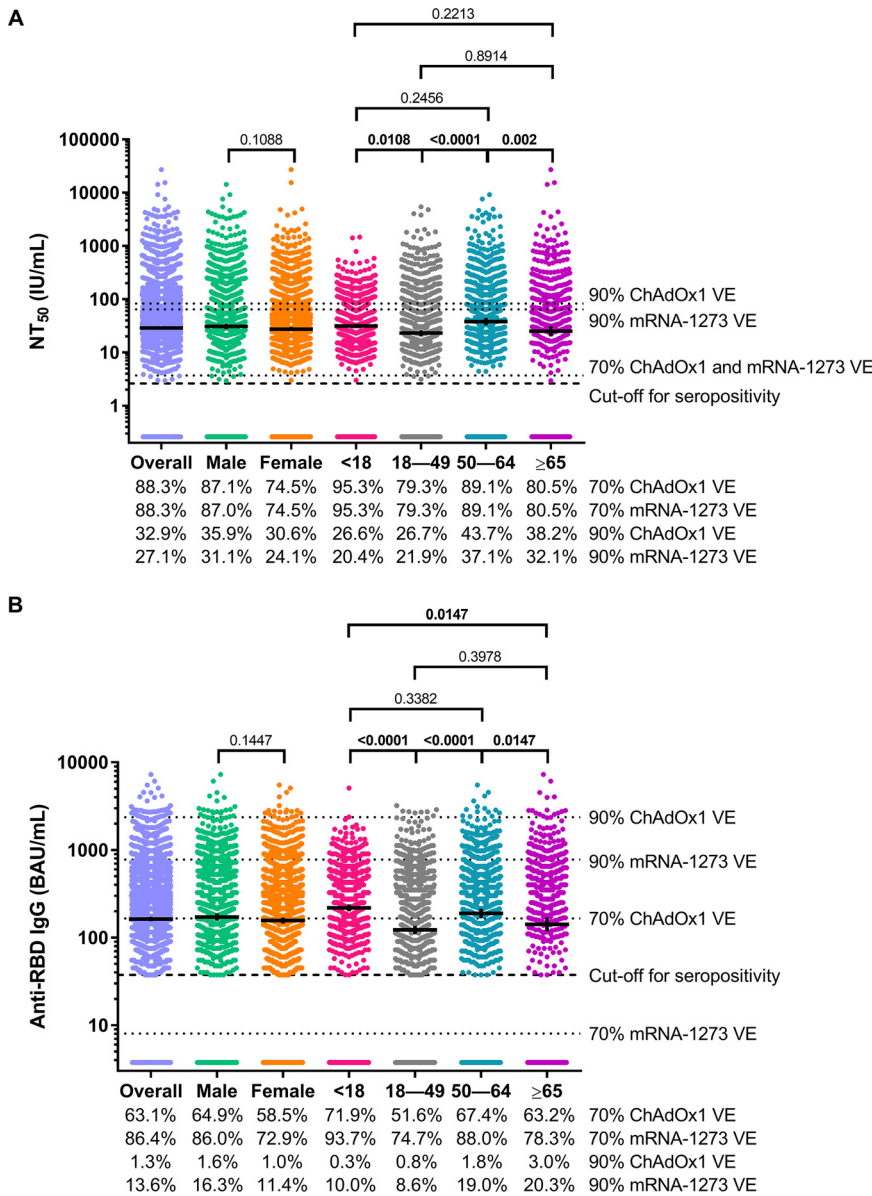 A
0.2213
0.8914
0.2456
0.1088 0.0108 <0.0001 0.002
NT50 (IU/mL)
100000
10000
1000
100
10
1
90% ChAdOx1 VE
90% mRNA-1273 VE
70% ChAdOx1 and mRNA-1273 VE
Cut-off for seropositivity
Overall Male Female <18 18—49 50—64 ≥65
88.3% 87.1% 74.5% 95.3% 79.3% 89.1% 80.5% 70% ChAdOx1 VE
88.3% 87.0% 74.5% 95.3% 79.3% 89.1% 80.5% 70% mRNA-1273 VE
32.9% 35.9% 30.6% 26.6% 26.7% 43.7% 38.2% 90% ChAdOx1 VE
27.1% 31.1% 24.1% 20.4% 21.9% 37.1% 32.1% 90% mRNA-1273 VE
B
0.0147
0.3978
0.3382
0.1447 <0.0001 <0.0001 0.0147
Anti-RBD IgG (BAU/mL)
10000
1000
100
10
90% ChAdOx1 VE
90% mRNA-1273 VE
70% ChAdOx1 VE
Cut-off for seropositivity
70% mRNA-1273 VE
Overall Male Female <18 18—49 50—64 ≥65
63.1% 64.9% 58.5% 71.9% 51.6% 67.4% 63.2% 70% ChAdOx1 VE
86.4% 86.0% 72.9% 93.7% 74.7% 88.0% 78.3% 70% mRNA-1273 VE
1.3% 1.6% 1.0% 0.3% 0.8% 1.8% 3.0% 90% ChAdOx1 VE
13.6% 16.3% 11.4% 10.0% 8.6% 19.0% 20.3% 90% mRNA-1273 VE